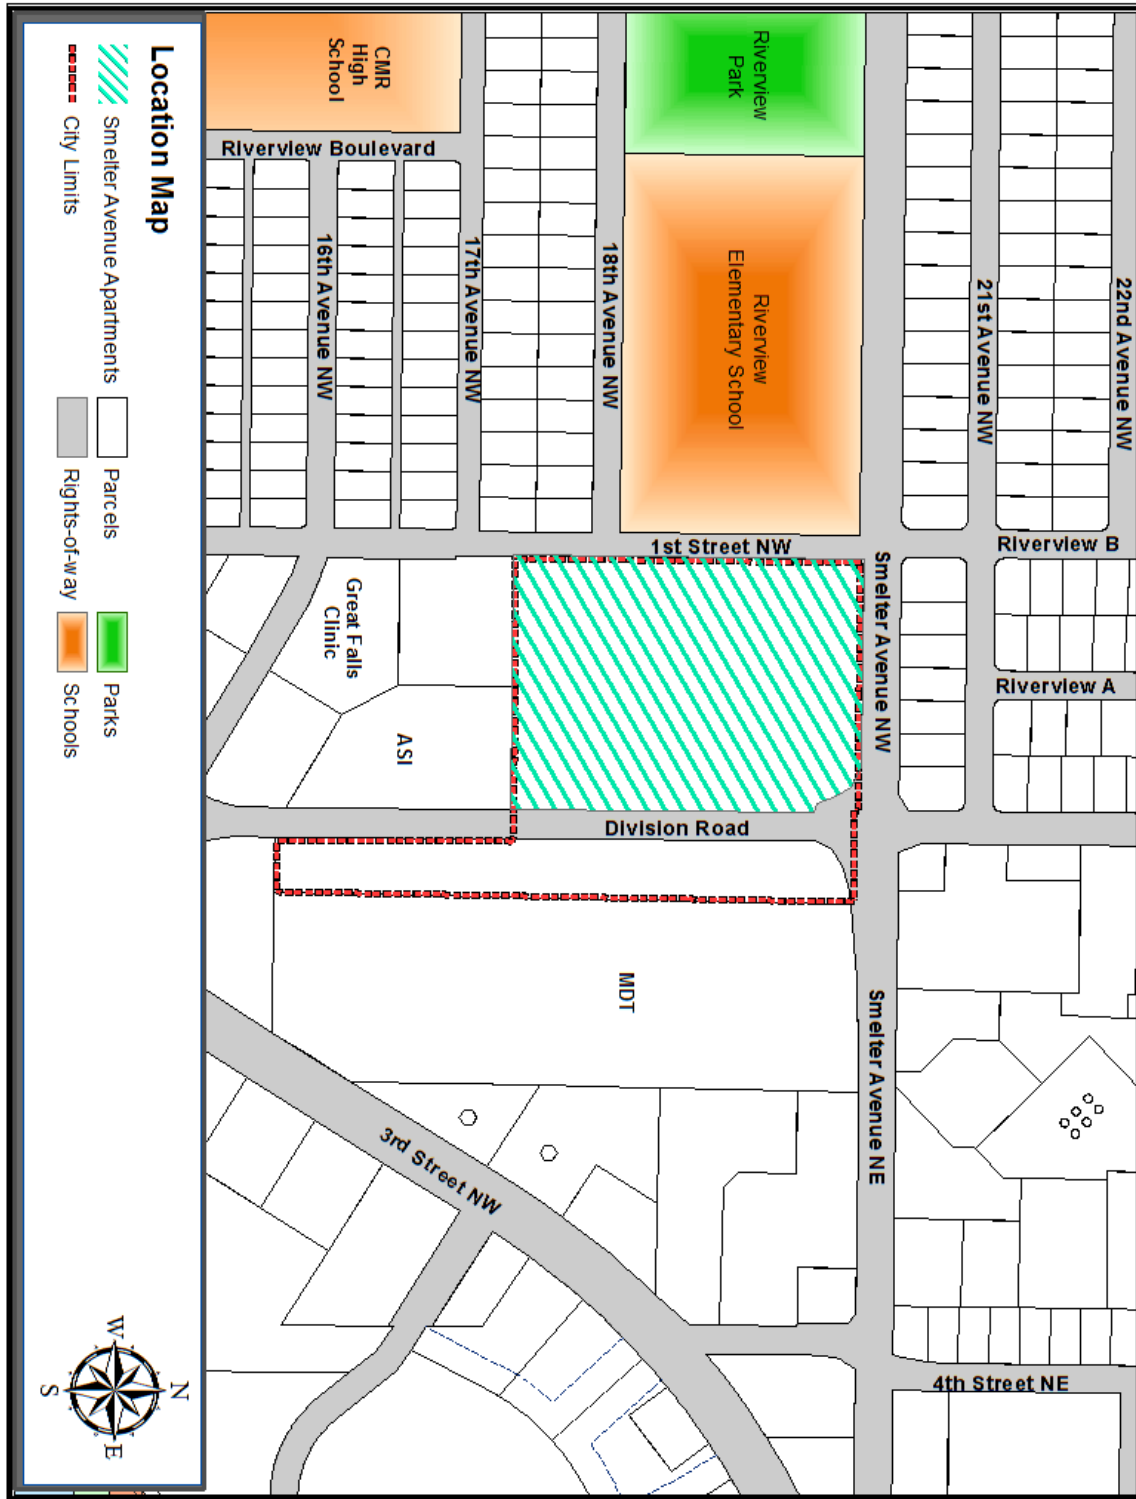 22nd Avenue NW
21st Avenue NW
Riverview B
Riverview A
Smelter Avenue NW
Smelter Avenue NE
4th Street NE
Riverview
Park
Riverview
Elementary School
1st Street NW
Division Road
MDT
18th Avenue NW
17th Avenue NW
16th Avenue NW
CMR
High
School
Riverview Boulevard
Great Falls
Clinic
ASI
3rd Street NW
Location Map
Smelter Avenue Apartments
City Limits
Parcels
Rights-of-way
Parks
Schools
N
W
E
S